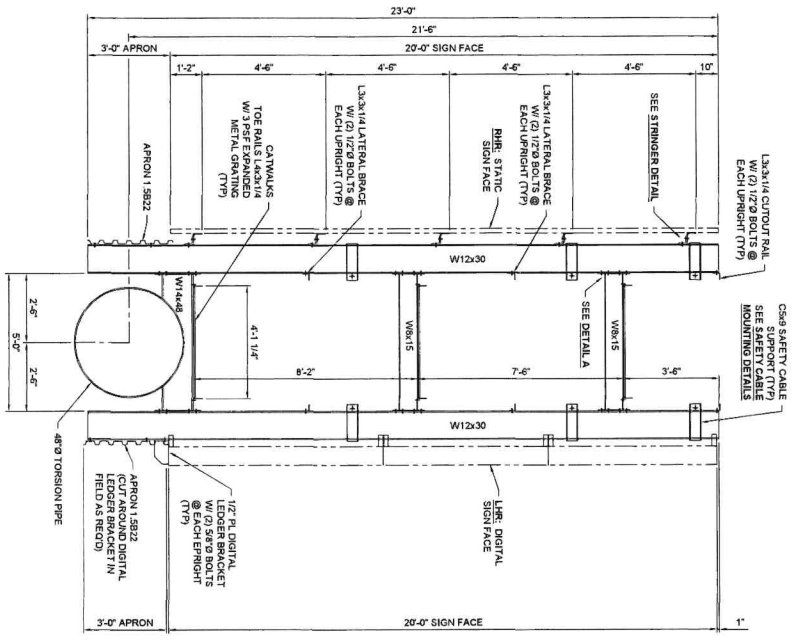 23'-0"
21'-6"
3'-0" APRON
20'-0" SIGN FACE
1'-2"
4'-6"
4'-6"
4'-6"
4'-6"
10"
APRON 1.5B22
CATWALKS
TOE RAILS L4x3x1/4
W/ 3 PSF EXPANDED
METAL GRATING
(TYP)
L3x3x1/4 LATERAL BRACE
W/ (2) 1/2"Ø BOLTS @
EACH UPRIGHT (TYP)
RHR: STATIC
SIGN FACE
L3x3x1/4 LATERAL BRACE
W/ (2) 1/2"Ø BOLTS @
EACH UPRIGHT (TYP)
SEE STRINGER DETAIL
L3x3x1/4 CUTOUT RAIL
W/ (2) 1/2"Ø BOLTS @
EACH UPRIGHT (TYP)
W12x30
W14x48
W8x15
W8x15
SEE DETAIL A
C5x9 SAFETY CABLE
SUPPORT (TYP)
SEE SAFETY CABLE
MOUNTING DETAILS
2'-6"
5'-0"
2'-6"
4'-1 1/4"
8'-2"
7'-6"
3'-6"
W12x30
48"Ø TORSION PIPE
APRON 1.5B22
(CUT AROUND DIGITAL
LEDGER BRACKET IN
FIELD AS REQ'D)
1/2" PL DIGITAL
LEDGER BRACKET
W/ (2) 5/8"Ø BOLTS
@ EACH EPRIGHT
(TYP)
LHR: DIGITAL
SIGN FACE
3'-0" APRON
20'-0" SIGN FACE
1"